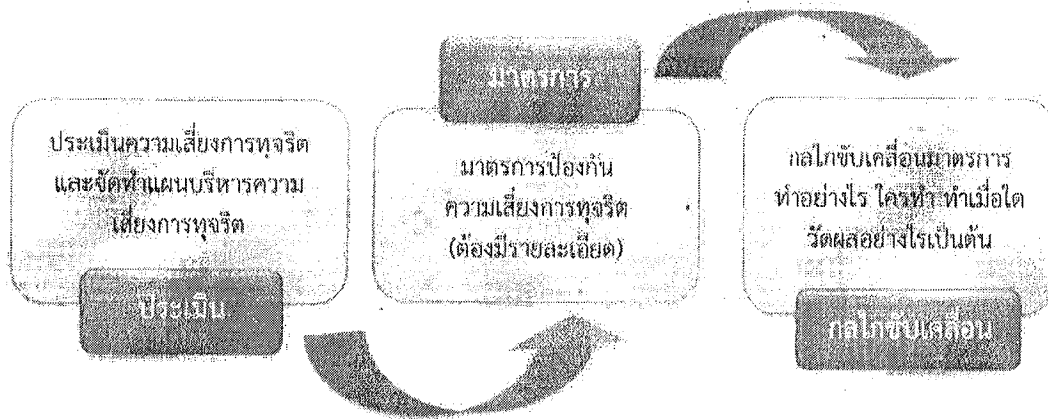 ประเมินความเสี่ยงการทุจริต
และจัดทำแผนบริหารความ
เสี่ยงการทุจริต
ประเมิน
มาตรการ
มาตรการป้องกัน
ความเสี่ยงการทุจริต
(ต้องมีรายละเอียด)
กลไกขับเคลื่อนมาตรการ
ทำอย่างไร ใครทำ ทำเมื่อใด
วัดผลอย่างไรเป็นต้น
กลไกขับเคลื่อน